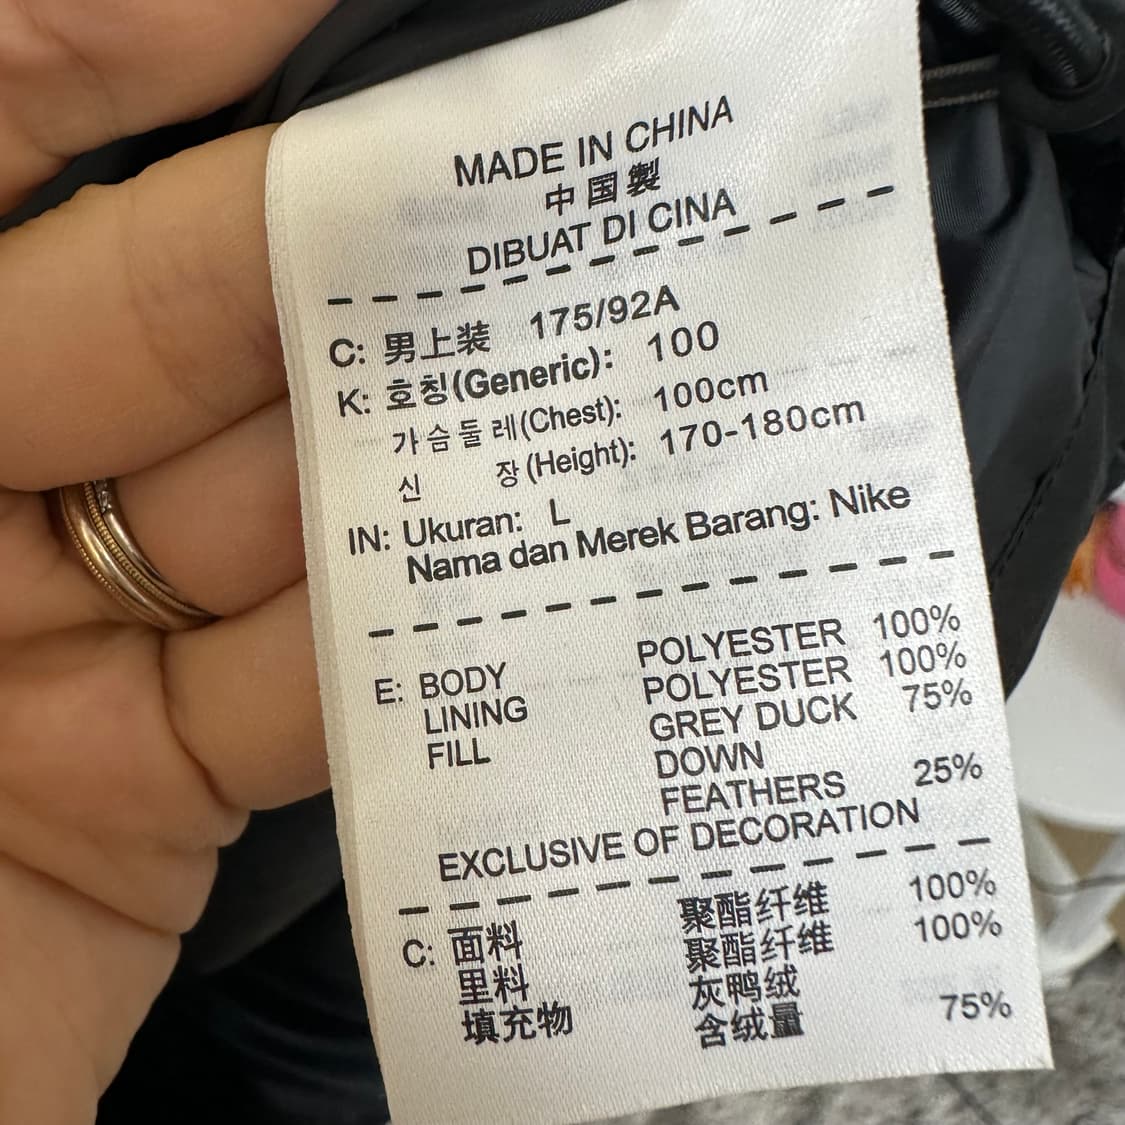 MADE IN CHINA
中国製
DIBUAT DI CINA
C: 男上装 175/92A
K: 호칭(Generic): 100
가슴둘레(Chest): 100cm
신 장(Height): 170-180cm
IN: Ukuran: L
Nama dan Merek Barang: Nike
E: BODY POLYESTER 100%
LINING POLYESTER 100%
FILL GREY DUCK 75%
DOWN
FEATHERS 25%
EXCLUSIVE OF DECORATION
C: 面料 聚酯纤维 100%
里料 聚酯纤维 100%
填充物 灰鸭绒
含绒量 75%